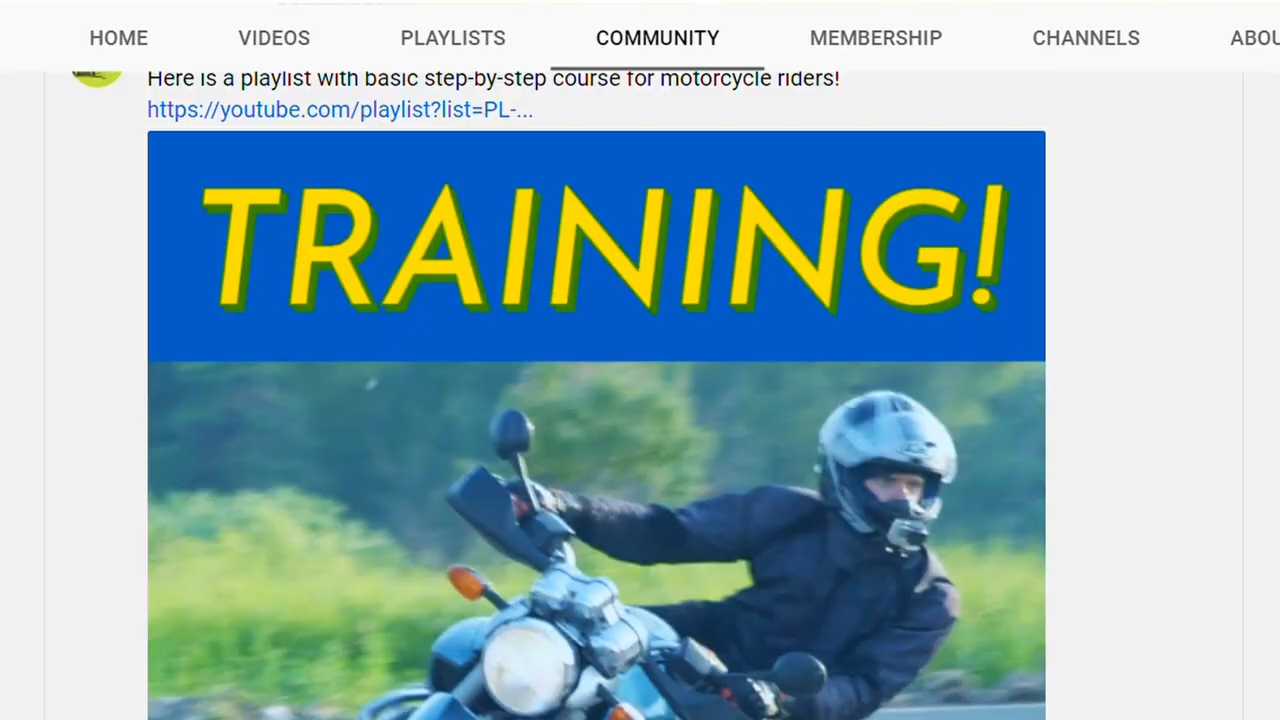 HOME VIDEOS PLAYLISTS COMMUNITY MEMBERSHIP CHANNELS ABOU
Here is a playlist with basic step-by-step course for motorcycle riders!
https://youtube.com/playlist?list=PL-...
TRAINING!